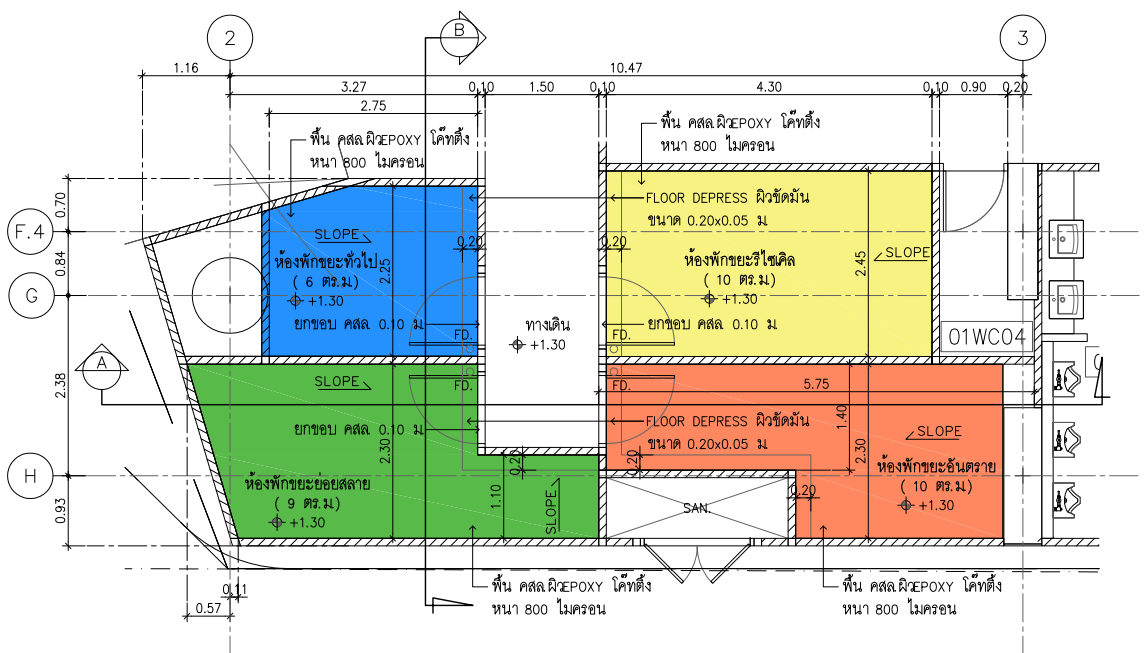 2
B
3
1.16
10.47
3.27
0.10
1.50
0.10
4.30
0.10
0.90
0.20
2.75
พื้น คสล.ผิวEPOXY โค๊ทติ้ง
หนา 800 ไมครอน
พื้น คสล.ผิวEPOXY โค๊ทติ้ง
หนา 800 ไมครอน
0.70
FLOOR DEPRESS ผิวขัดมัน
ขนาด 0.20x0.05 ม.
F.4
SLOPE
0.20
0.20
0.84
ห้องพักขยะทั่วไป
( 6 ตร.ม.)
+1.30
2.25
ห้องพักขยะรีไซเคิล
( 10 ตร.ม.)
+1.30
2.45
SLOPE
G
ยกขอบ คสล. 0.10 ม.
FD.
ทางเดิน
+1.30
ยกขอบ คสล. 0.10 ม.
FD.
01WC04
A
2.38
SLOPE
FD.
FD.
5.75
ยกขอบ คสล. 0.10 ม.
FLOOR DEPRESS ผิวขัดมัน
ขนาด 0.20x0.05 ม.
1.40
SLOPE
2.30
0.20
0.20
2.30
H
ห้องพักขยะย่อยสลาย
( 9 ตร.ม.)
+1.30
1.10
SLOPE
SAN.
0.20
ห้องพักขยะอันตราย
( 10 ตร.ม.)
+1.30
0.93
0.11
0.57
พื้น คสล.ผิวEPOXY โค๊ทติ้ง
หนา 800 ไมครอน
พื้น คสล.ผิวEPOXY โค๊ทติ้ง
หนา 800 ไมครอน